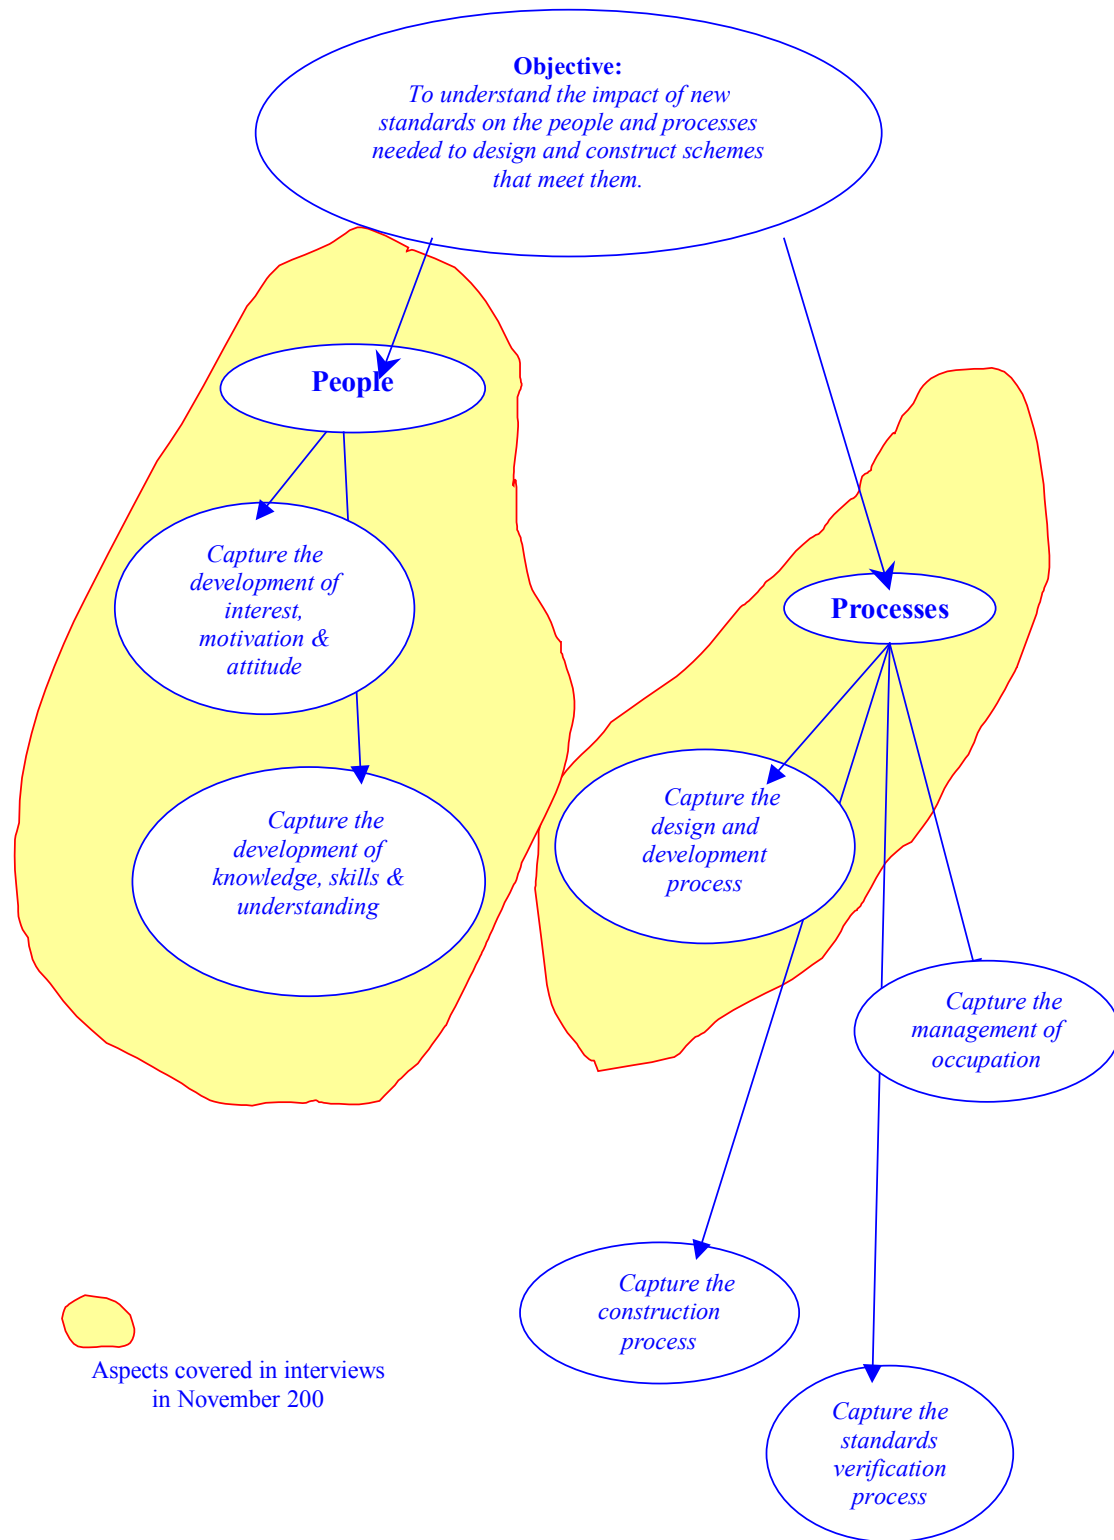 Objective:
To understand the impact of new
standards on the people and processes
needed to design and construct schemes
that meet them.
People
Capture the
development of
interest,
motivation &
attitude
Capture the
development of
knowledge, skills &
understanding
Processes
Capture the
design and
development
process
Capture the
management of
occupation
Capture the
construction
process
Capture the
standards
verification
process
Aspects covered in interviews
in November 200